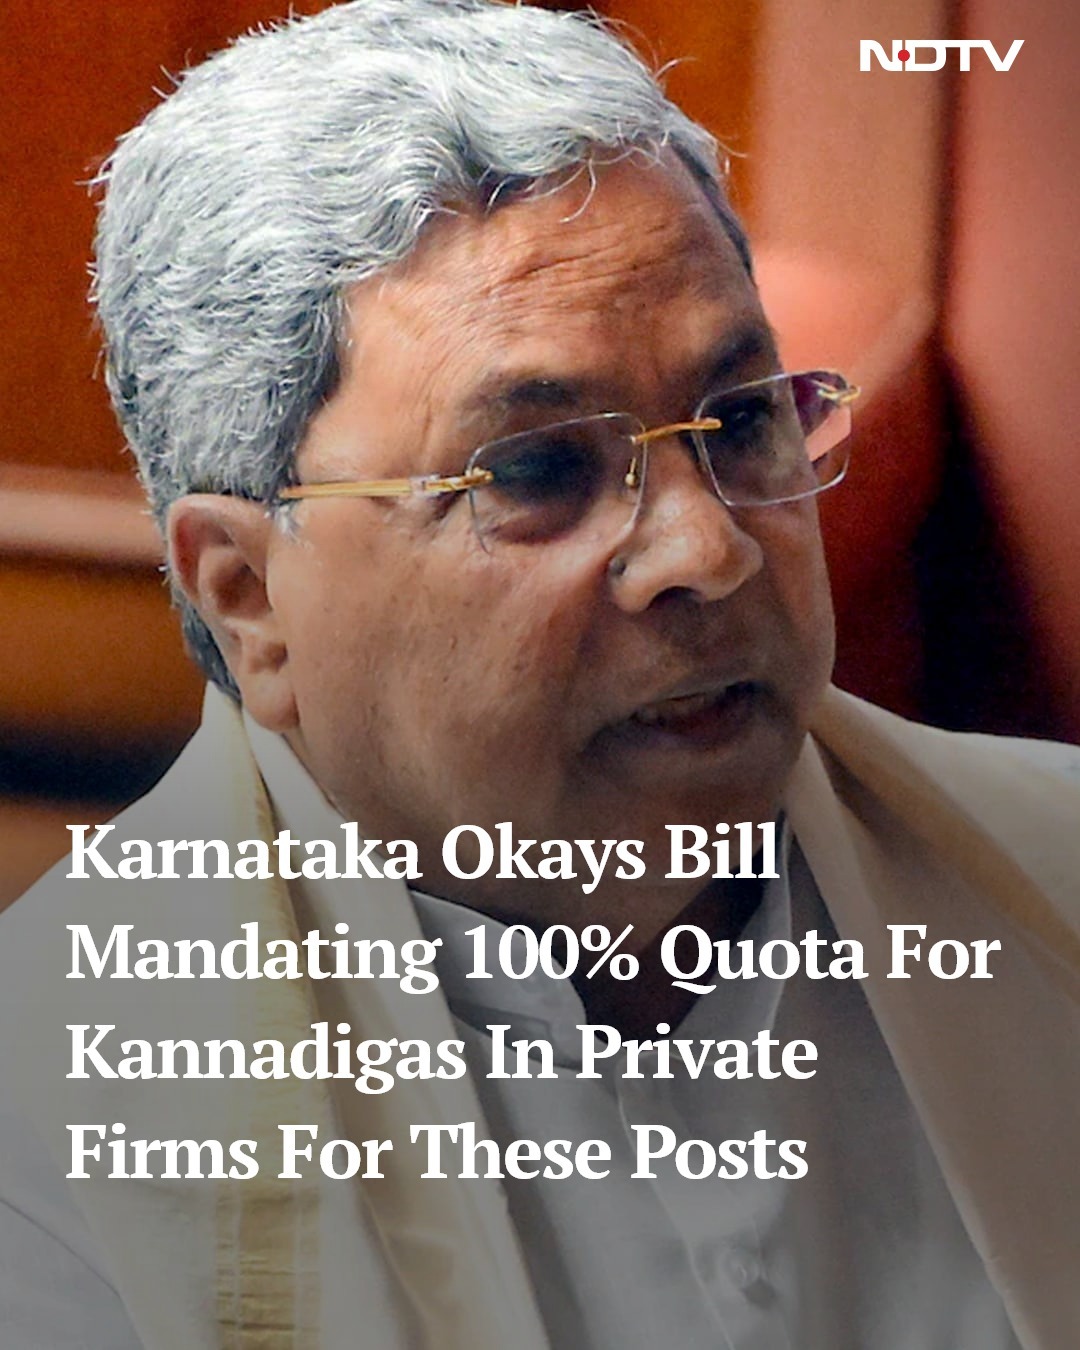 NDTV
Karnataka Okays Bill
Mandating 100% Quota For
Kannadigas In Private
Firms For These Posts